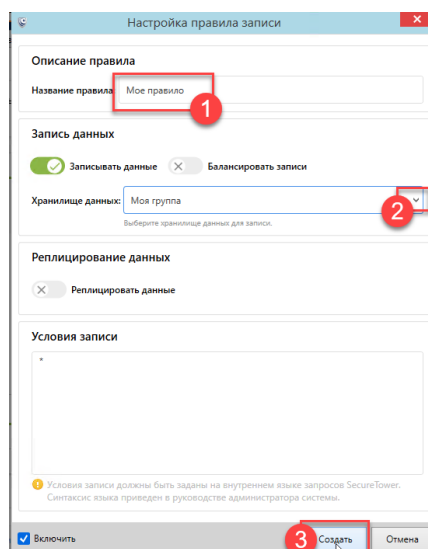 Настройка правила записи
Описание правила
Название правила Мое правило
1
Запись данных
Записывать данные Балансировать записи
Хранилище данных: Моя группа
2
Выберите хранилище данных для записи.
Реплицирование данных
Реплицировать данные
Условия записи
*
Условия записи должны быть заданы на внутреннем языке запросов SecureTower.
Синтаксис языка приведен в руководстве администратора системы.
Включить 3 Создать Отмена